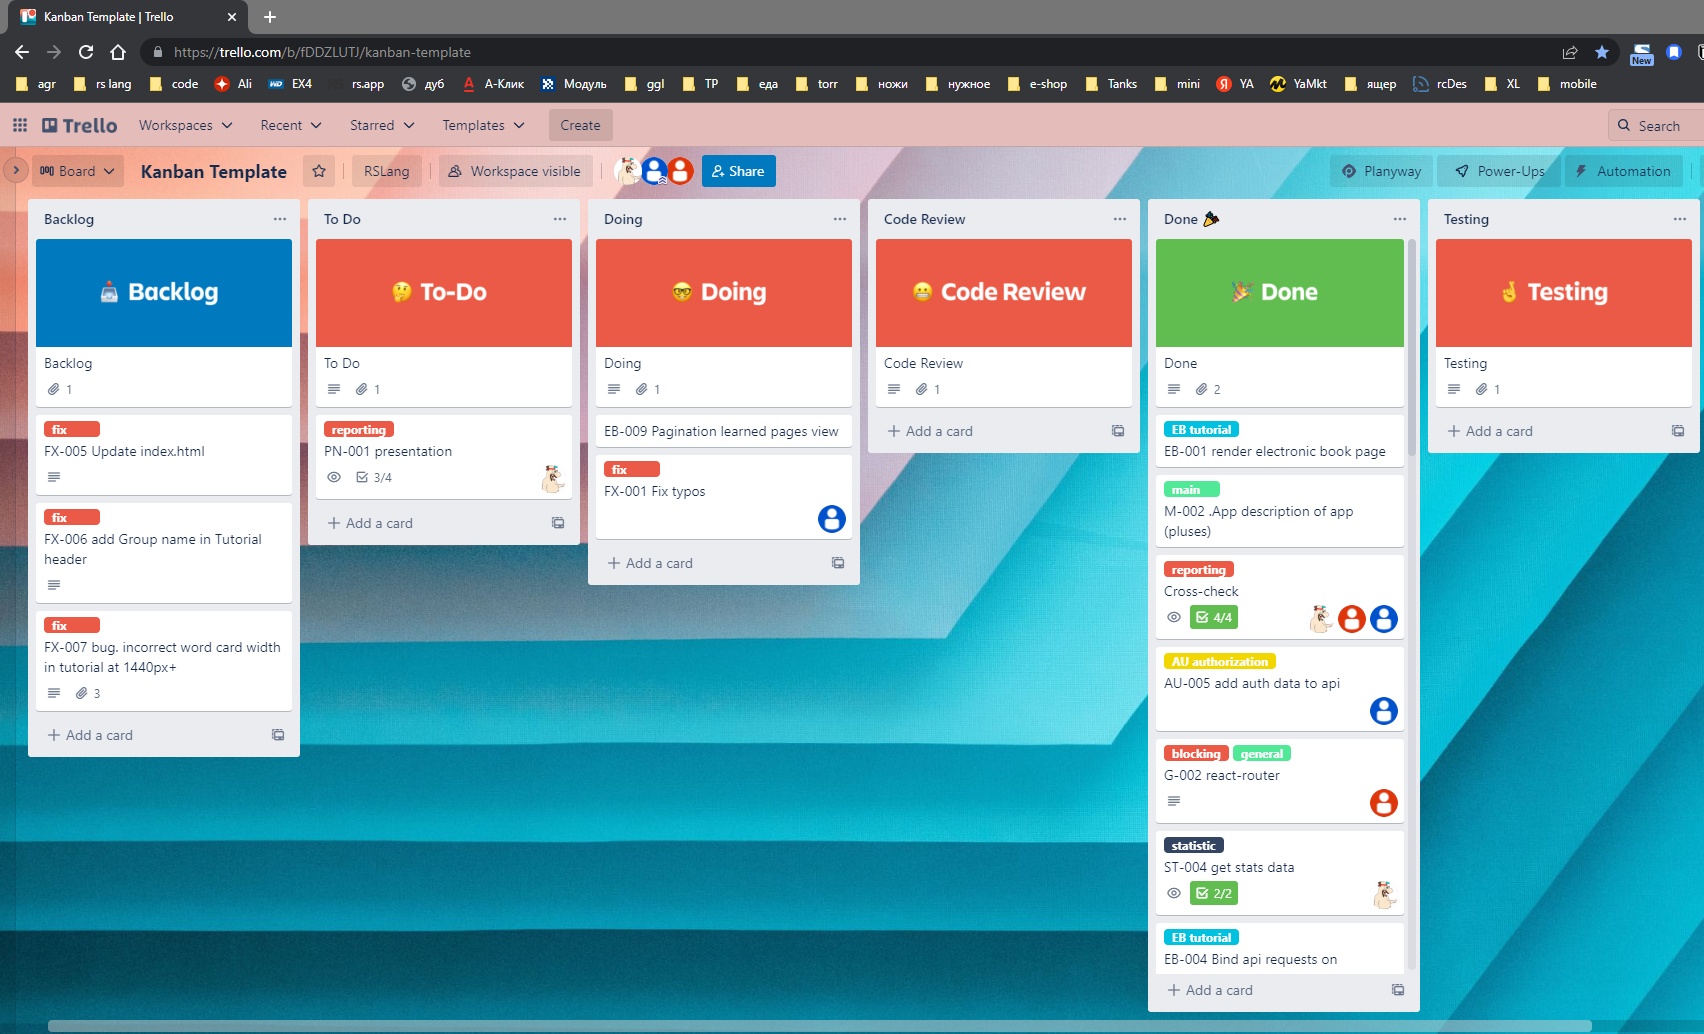 Kanban Template | Trello
https://trello.com/b/fDDZLUTJ/kanban-template
New
agr rs lang code Ali WD EX4 rs.app дуб А-Клик Модуль ggl TP еда torr ножи нужное e-shop Tanks mini YA YaMkt ящер rcDes XL mobile
Trello Workspaces Recent Starred Templates Create Search
Board Kanban Template RSLang Workspace visible Share Planyway Power-Ups Automation
Backlog
Backlog
Backlog
1
fix
FX-005 Update index.html
fix
FX-006 add Group name in Tutorial
header
fix
FX-007 bug. incorrect word card width
in tutorial at 1440px+
3
+ Add a card
To Do
To-Do
To Do
1
reporting
PN-001 presentation
3/4
+ Add a card
Doing
Doing
Doing
1
EB-009 Pagination learned pages view
fix
FX-001 Fix typos
+ Add a card
Code Review
Code Review
Code Review
1
+ Add a card
Done
Done
Done
2
EB tutorial
EB-001 render electronic book page
main
M-002 .App description of app
(pluses)
reporting
Cross-check
4/4
AU authorization
AU-005 add auth data to api
blocking general
G-002 react-router
statistic
ST-004 get stats data
2/2
EB tutorial
EB-004 Bind api requests on
+ Add a card
Testing
Testing
Testing
1
+ Add a card